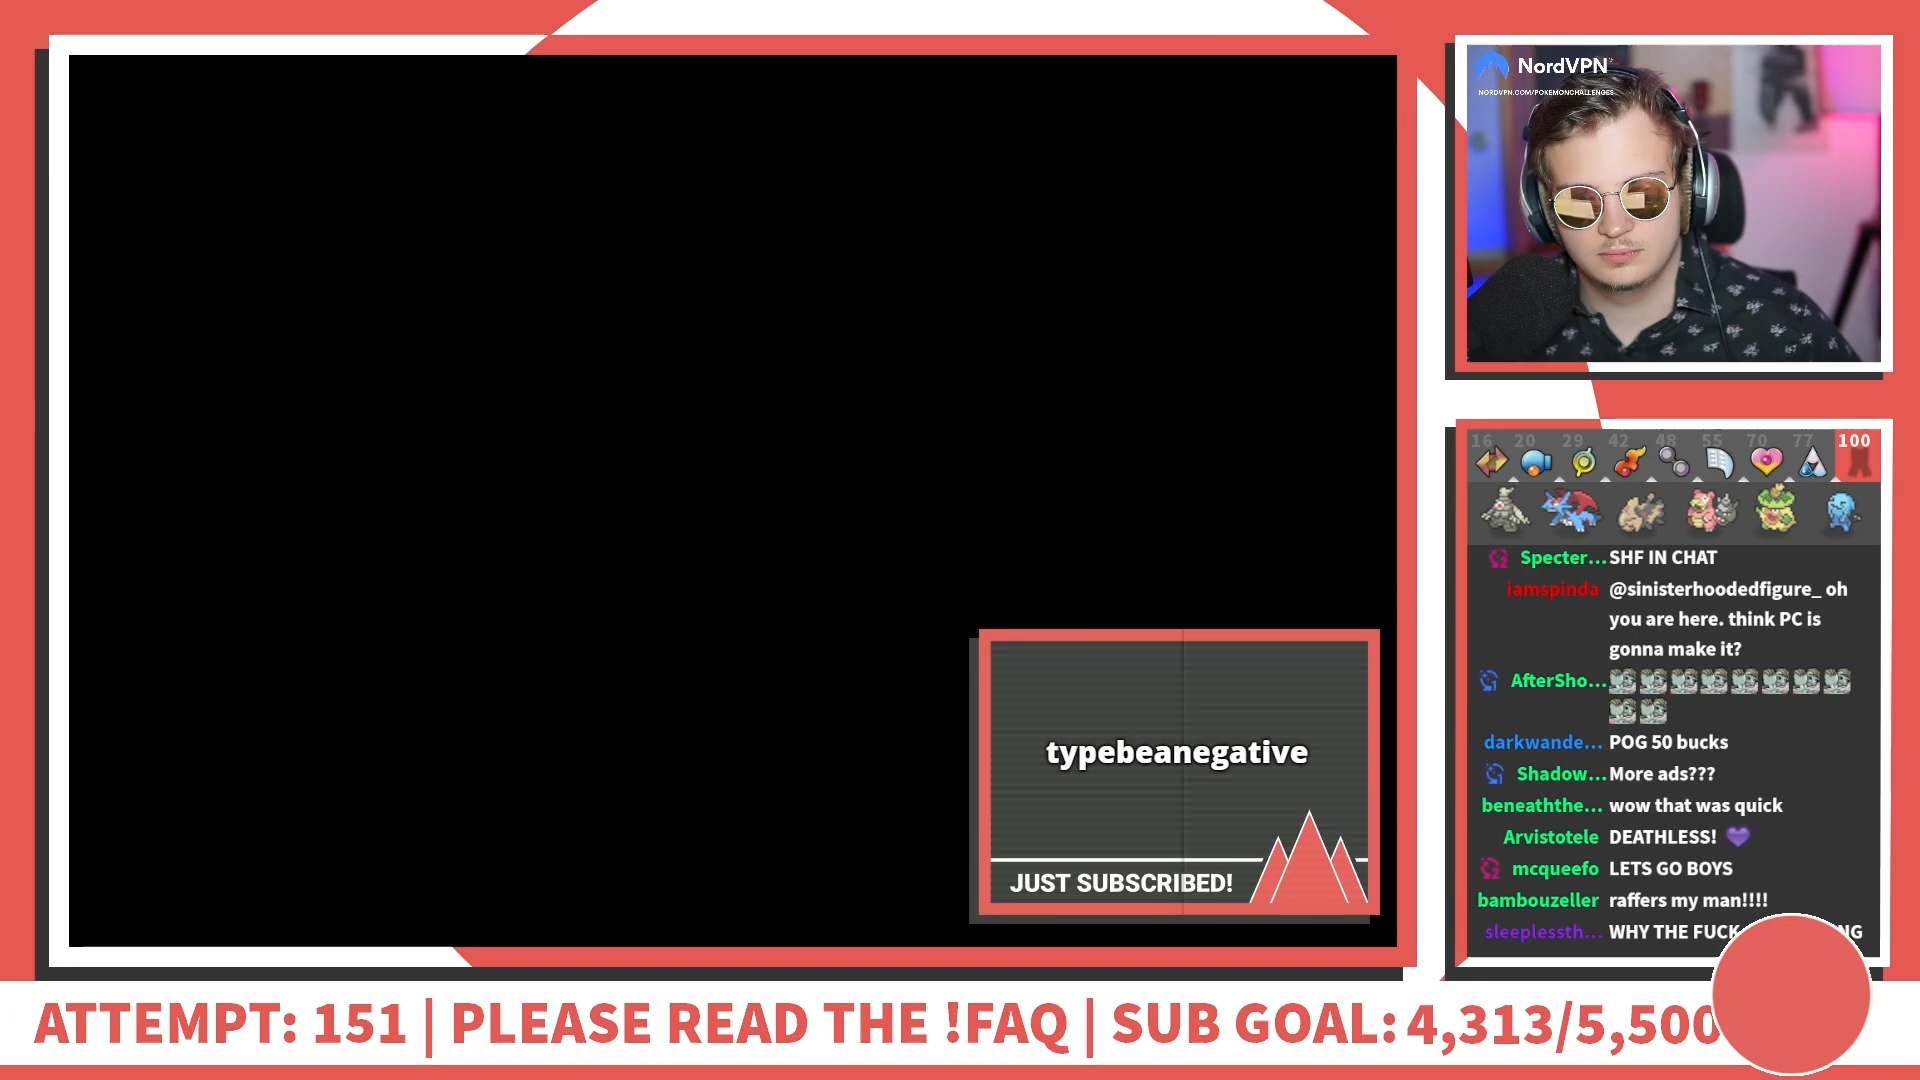 NordVPN
NORDVPN.COM/POKEMONCHALLENGES
16 20 29 42 48 55 70 77 100
Specter... SHF IN CHAT
iamspinda @sinisterhoodedfigure_ oh
you are here. think PC is
gonna make it?
AfterSho...
darkwande... POG 50 bucks
Shadow... More ads???
beneaththe... wow that was quick
Arvistotele DEATHLESS!
mcqueefo LETS GO BOYS
bambouzeller raffers my man!!!!
sleeplessth... WHY THE FUCK
typebeanegative
JUST SUBSCRIBED!
ATTEMPT: 151 | PLEASE READ THE !FAQ | SUB GOAL: 4,313/5,500